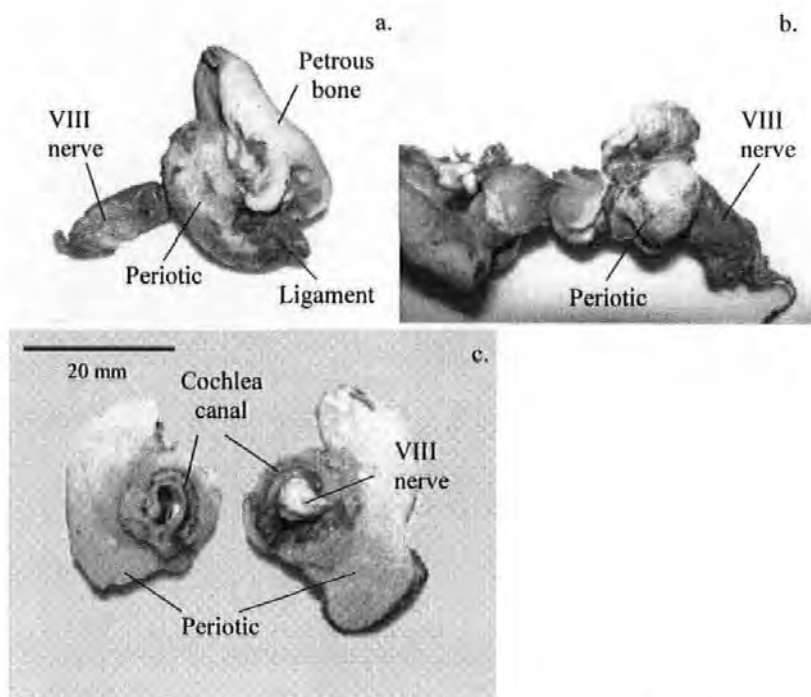 a.
Petrous
bone
VIII
nerve
Periotic
Ligament
b.
VIII
nerve
Periotic
c.
20 mm
Cochlea
canal
VIII
nerve
Periotic